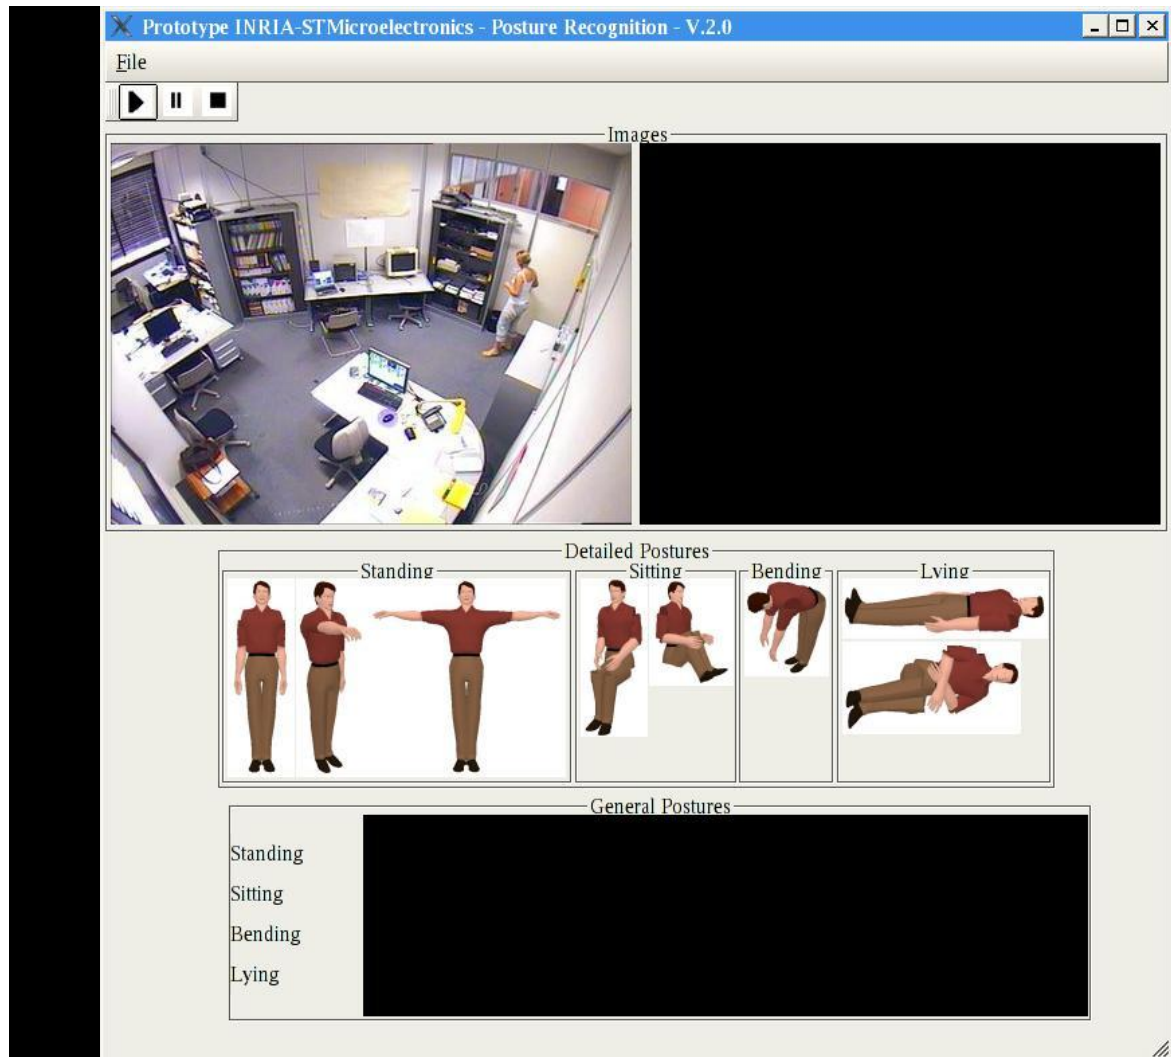 Prototype INRIA-STMicroelectronics - Posture Recognition - V.2.0
File
Images
Detailed Postures
Standing
Sitting
Bending
Lying
General Postures
Standing
Sitting
Bending
Lying